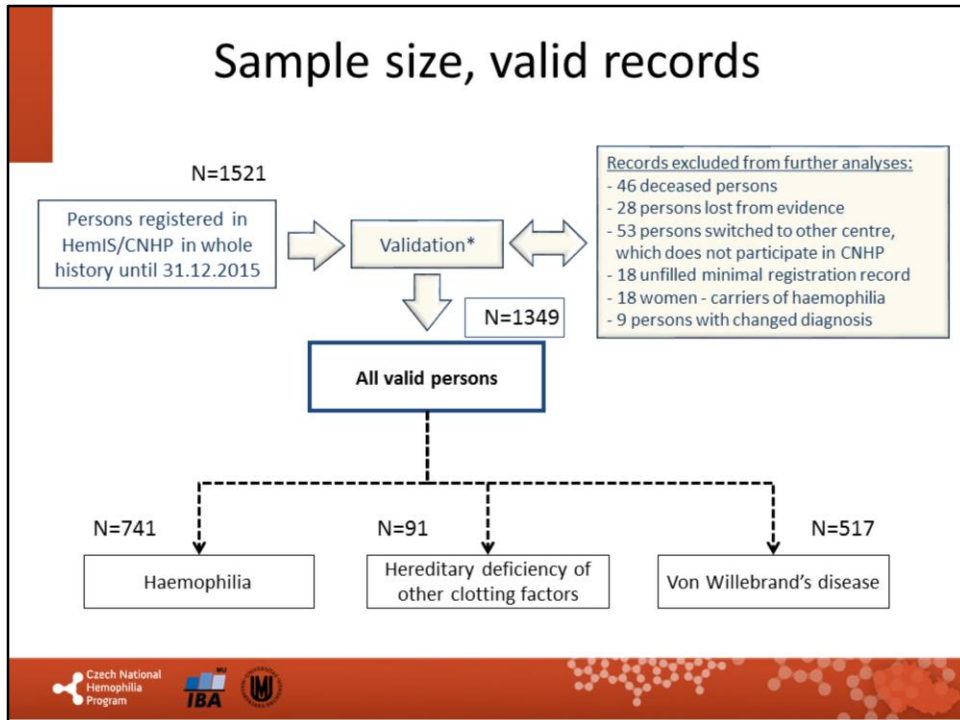 Sample size, valid records
N=1521
Persons registered in
HemIS/CNHP in whole
history until 31.12.2015
Validation*
Records excluded from further analyses:
- 46 deceased persons
- 28 persons lost from evidence
- 53 persons switched to other centre,
which does not participate in CNHP
- 18 unfilled minimal registration record
- 18 women - carriers of haemophilia
- 9 persons with changed diagnosis
N=1349
All valid persons
N=741
Haemophilia
N=91
Hereditary deficiency of
other clotting factors
N=517
Von Willebrand's disease
Czech National
Hemophilia
Program
MU
IBA